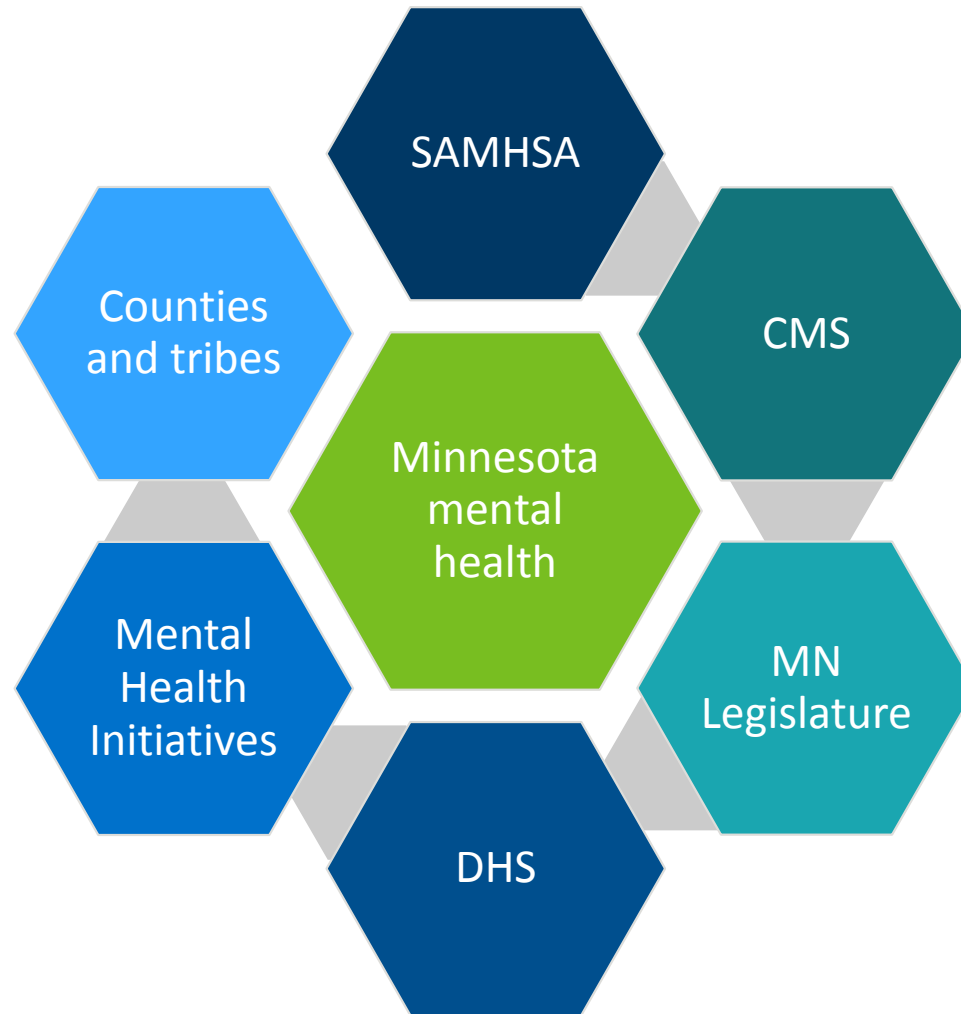 SAMHSA
CMS
MN
Legislature
DHS
Mental
Health
Initiatives
Counties
and tribes
Minnesota
mental
health